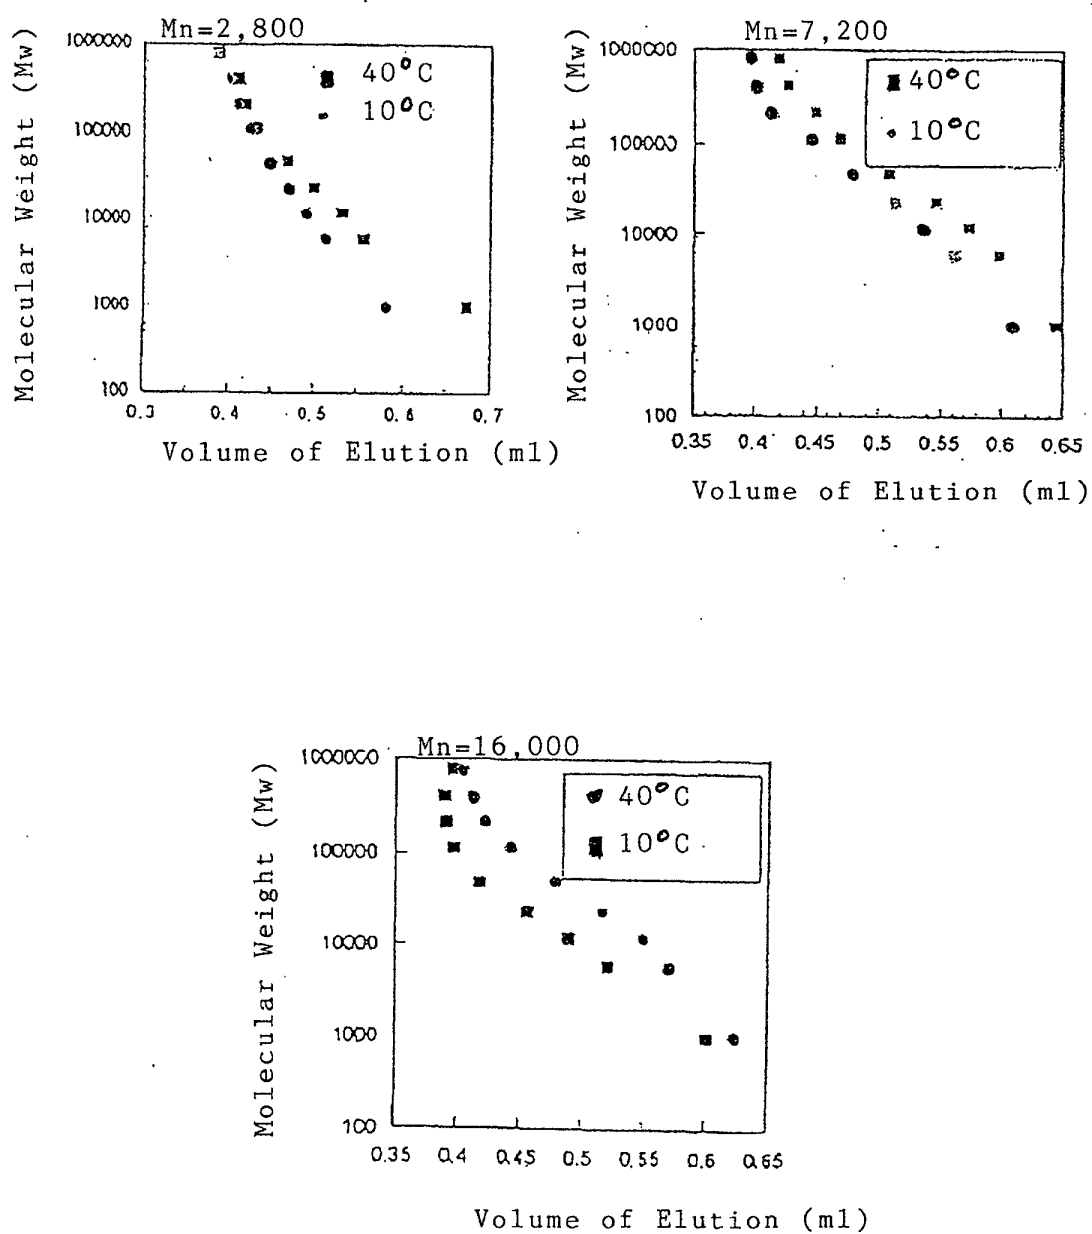 Mn=2,800
Molecular Weight (Mw)
1000000
100000
10000
1000
100
40°C
10°C
0.3 0.4 0.5 0.6 0.7
Volume of Elution (ml)
Mn=7,200
Molecular Weight (Mw)
1000000
100000
10000
1000
100
40°C
10°C
0.35 0.4 0.45 0.5 0.55 0.6 0.65
Volume of Elution (ml)
Mn=16,000
Molecular Weight (Mw)
1000000
100000
10000
1000
100
40°C
10°C
0.35 0.4 0.45 0.5 0.55 0.6 0.65
Volume of Elution (ml)